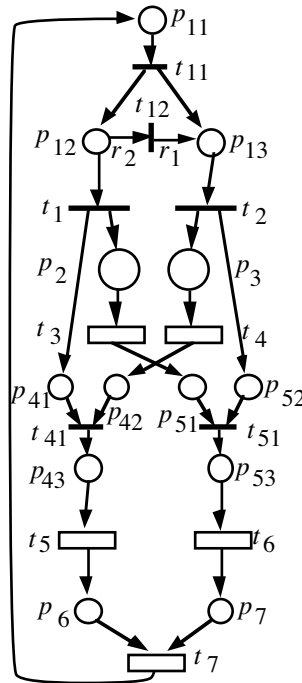 p11
t11
t12
p12 r2 r1 p13
t1 t2
p2 p3
t3 t4
p41 p42 p51 p52
t41 t51
p43 p53
t5 t6
p6 p7
t7